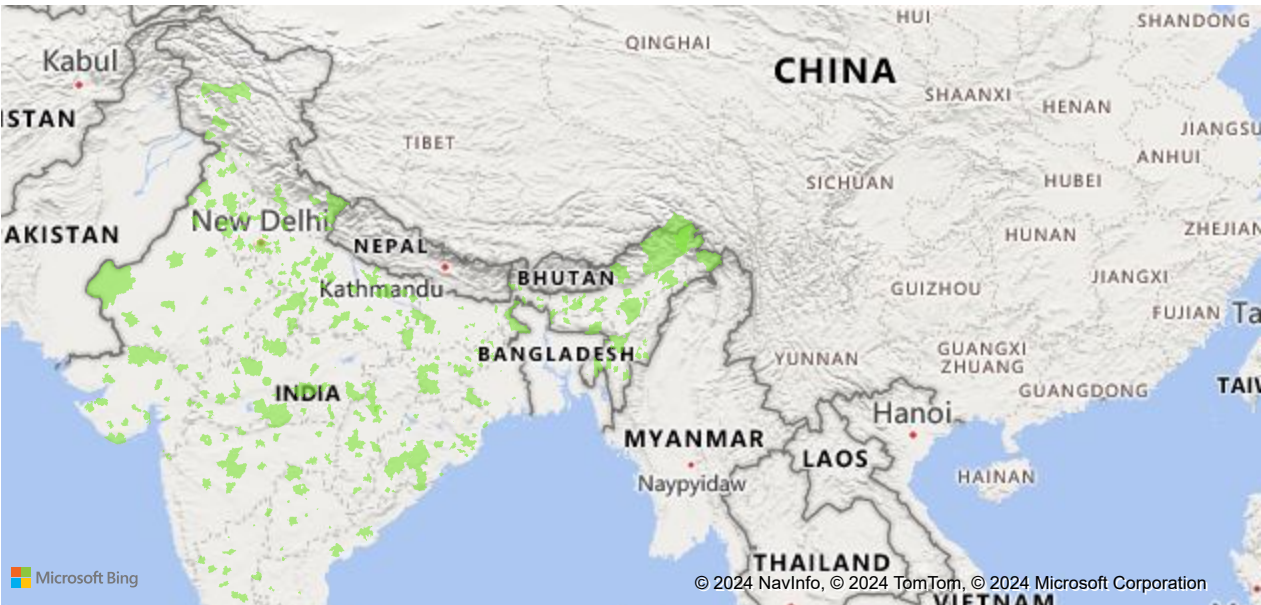 HUI
SHANDONG
QINGHAI
Kabul
CHINA
SHAANXI
HENAN
ISTAN
JIANGSU
TIBET
ANHUI
SICHUAN
HUBEI
New Delhi
AKISTAN
NEPAL
HUNAN
ZHEJIAN
BHUTAN
JIANGXI
Kathmandu
GUIZHOU
FUJIAN
Ta
BANGLADESH
YUNNAN
GUANGXI
ZHUANG
GUANGDONG
TAIW
INDIA
Hanoi
MYANMAR
LAOS
HAINAN
Naypyidaw
THAILAND
Microsoft Bing
© 2024 NavInfo, © 2024 TomTom, © 2024 Microsoft Corporation
VIETNAM